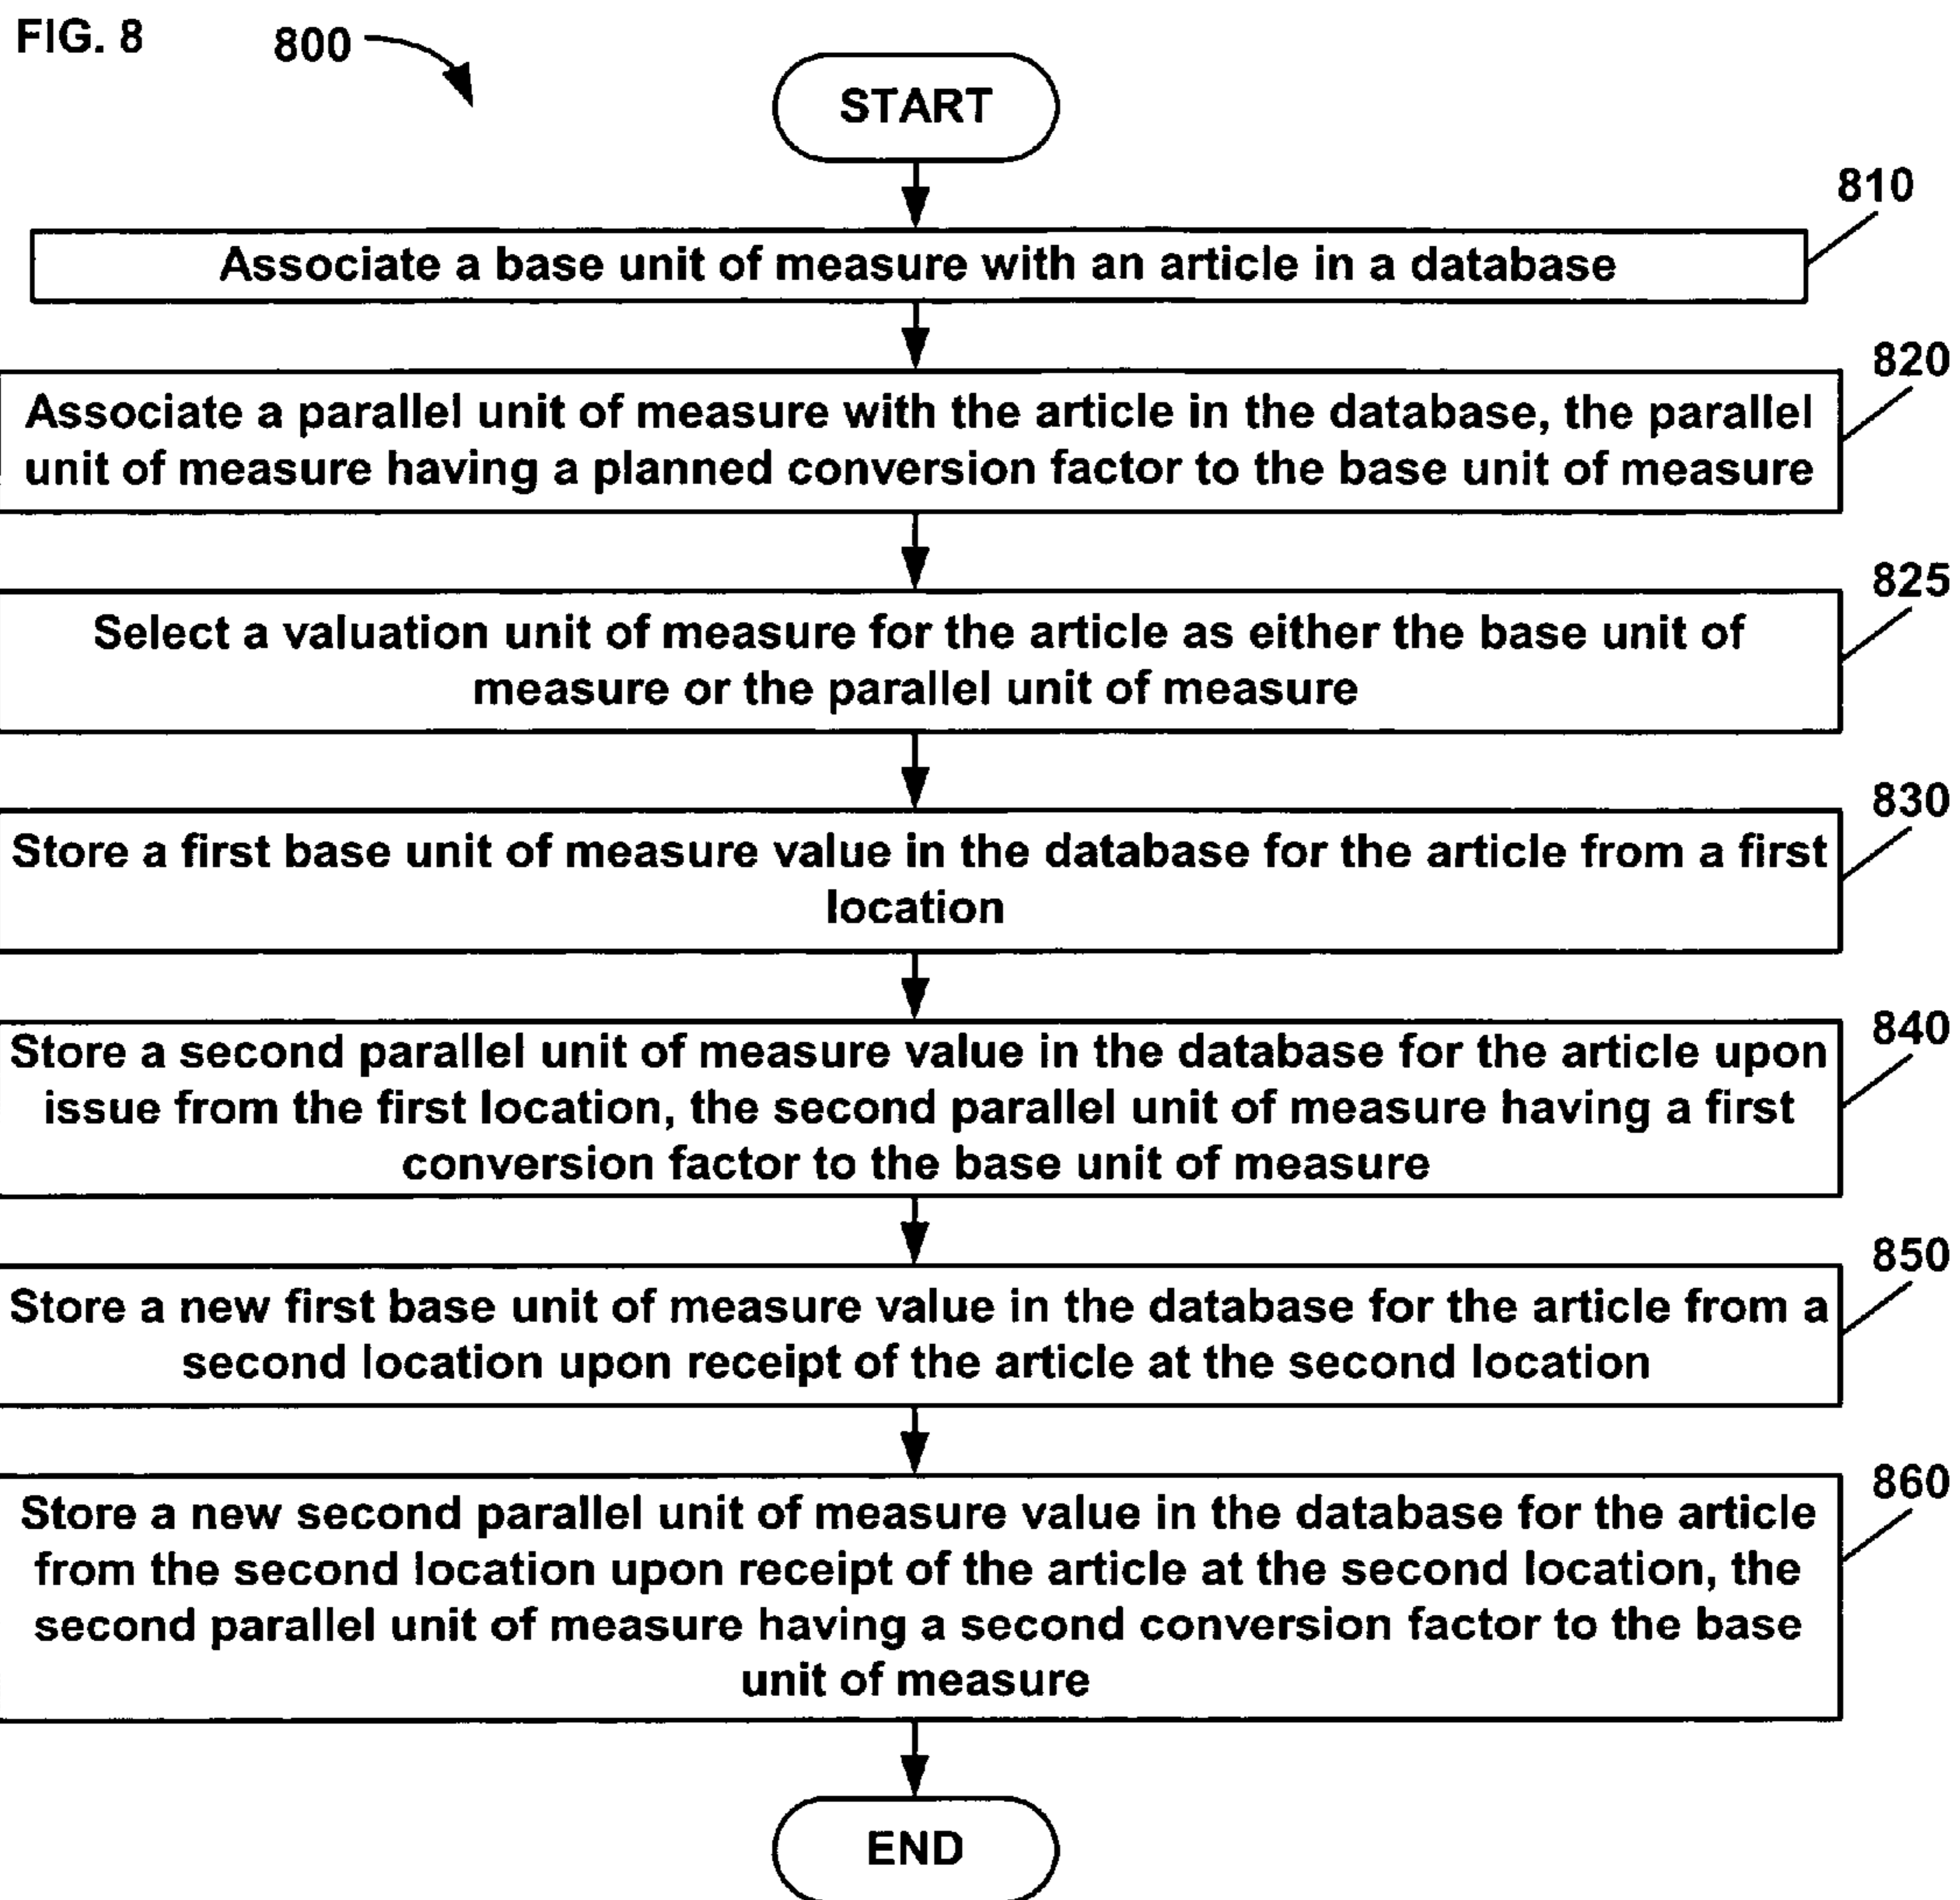 FIG. 8
800
START
810
Associate a base unit of measure with an article in a database
820
Associate a parallel unit of measure with the article in the database, the parallel
unit of measure having a planned conversion factor to the base unit of measure
825
Select a valuation unit of measure for the article as either the base unit of
measure or the parallel unit of measure
830
Store a first base unit of measure value in the database for the article from a first
location
840
Store a second parallel unit of measure value in the database for the article upon
issue from the first location, the second parallel unit of measure having a first
conversion factor to the base unit of measure
850
Store a new first base unit of measure value in the database for the article from a
second location upon receipt of the article at the second location
860
Store a new second parallel unit of measure value in the database for the article
from the second location upon receipt of the article at the second location, the
second parallel unit of measure having a second conversion factor to the base
unit of measure
END